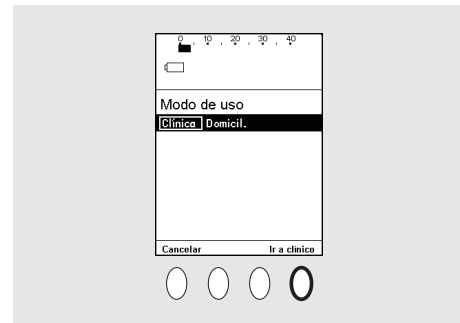 0 10 20 30 40
Modo de uso
Clínica Domicil.
Cancelar Ir a clínico